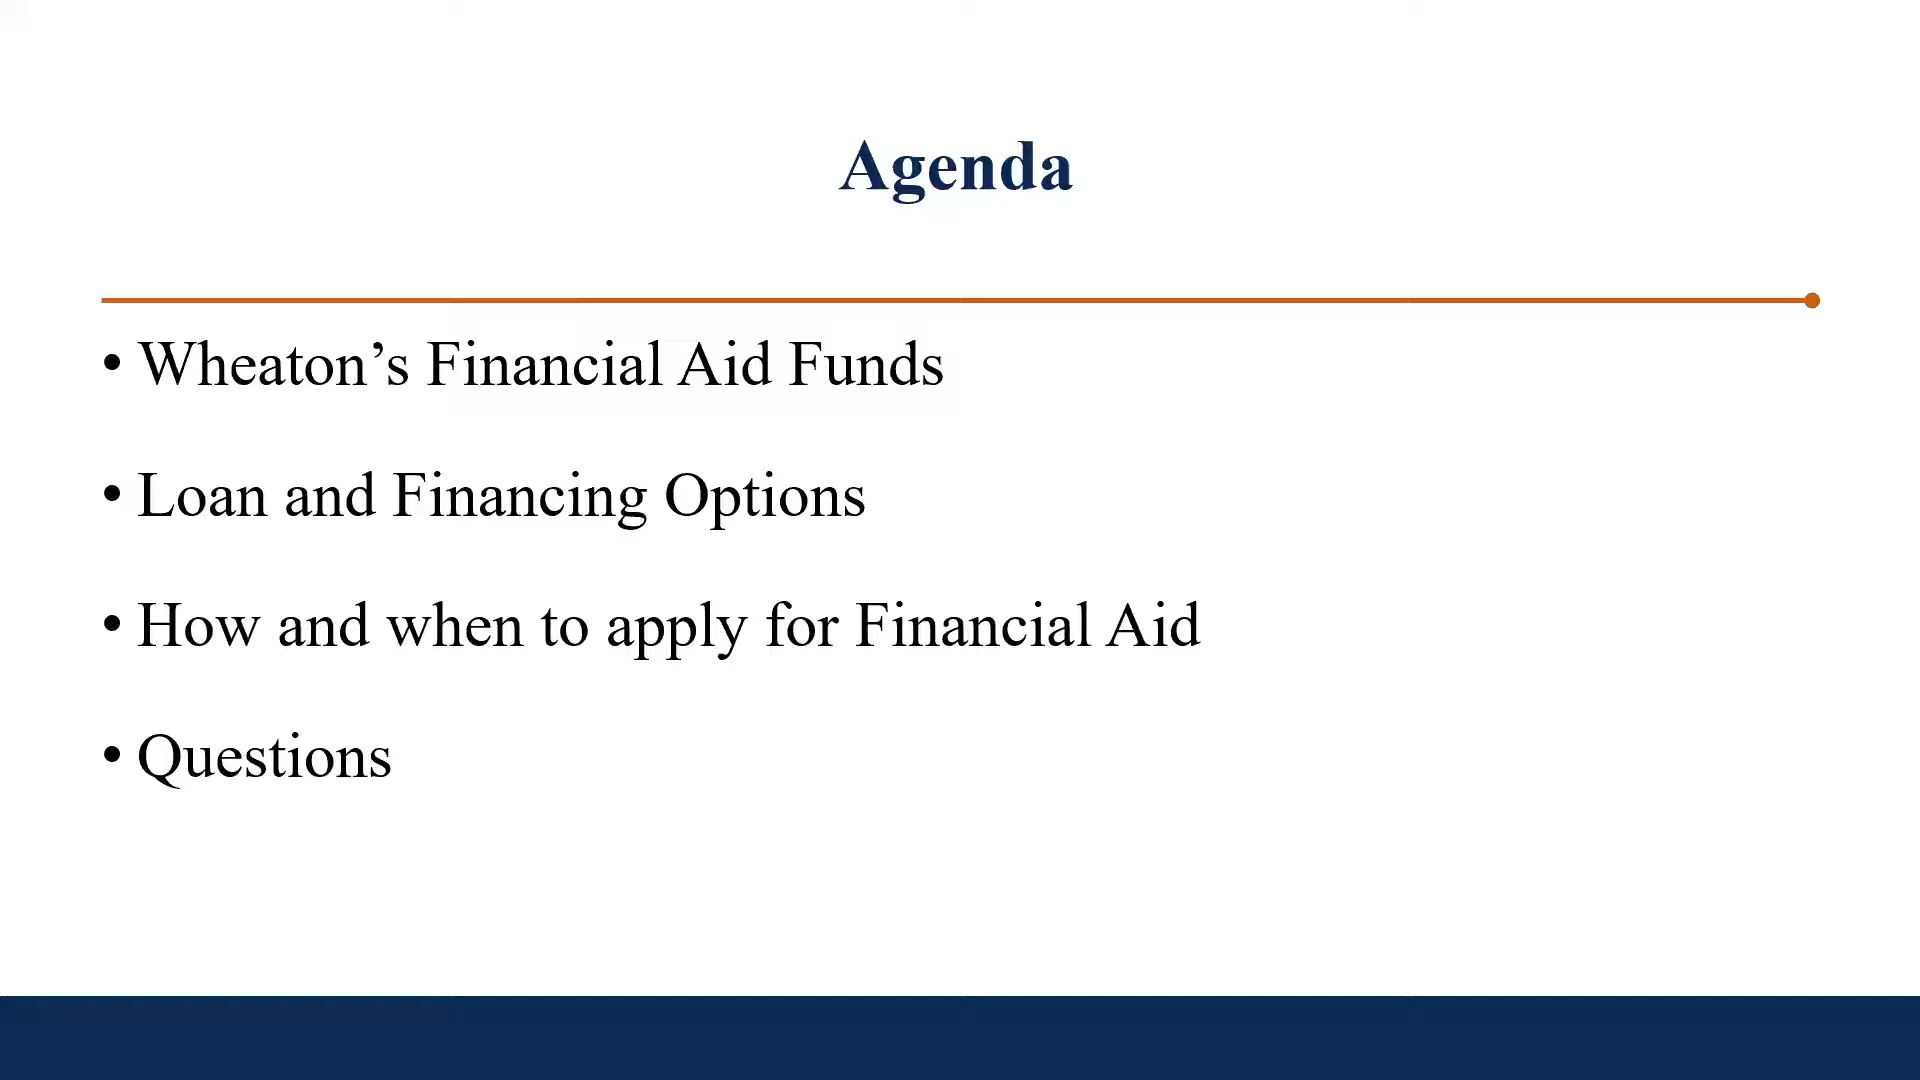 Agenda
• Wheaton’s Financial Aid Funds
• Loan and Financing Options
• How and when to apply for Financial Aid
• Questions